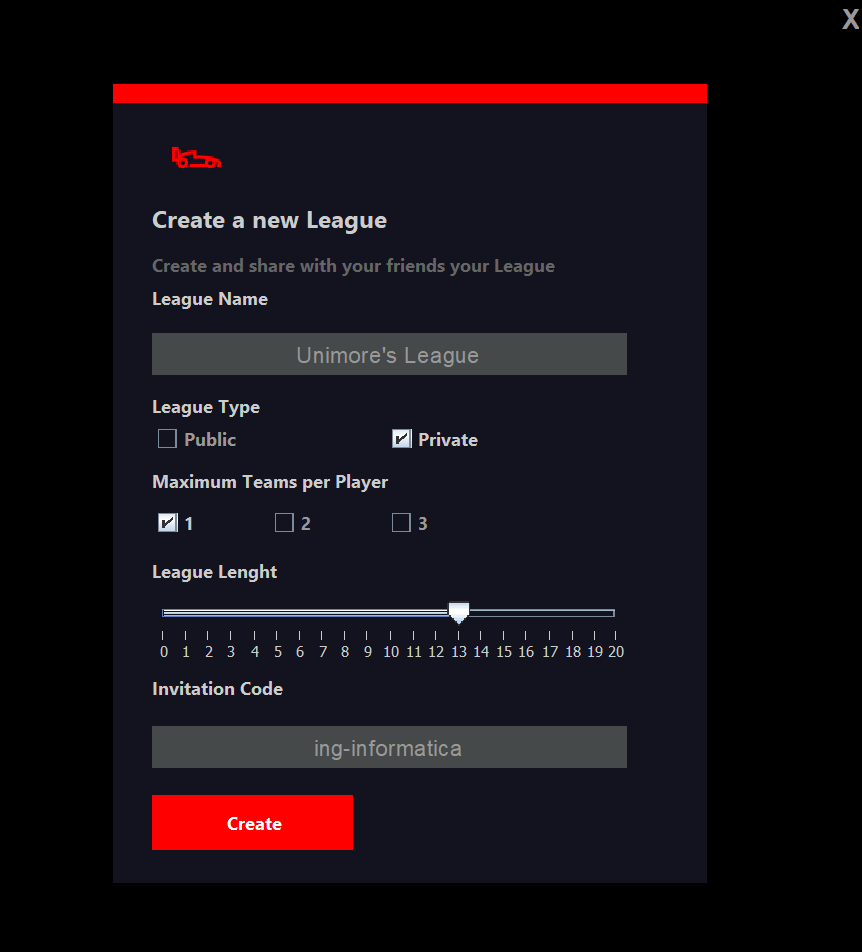 X
Create a new League
Create and share with your friends your League
League Name
Unimore's League
League Type
Public Private
Maximum Teams per Player
1 2 3
League Lenght
0 1 2 3 4 5 6 7 8 9 10 11 12 13 14 15 16 17 18 19 20
Invitation Code
ing-informatica
Create